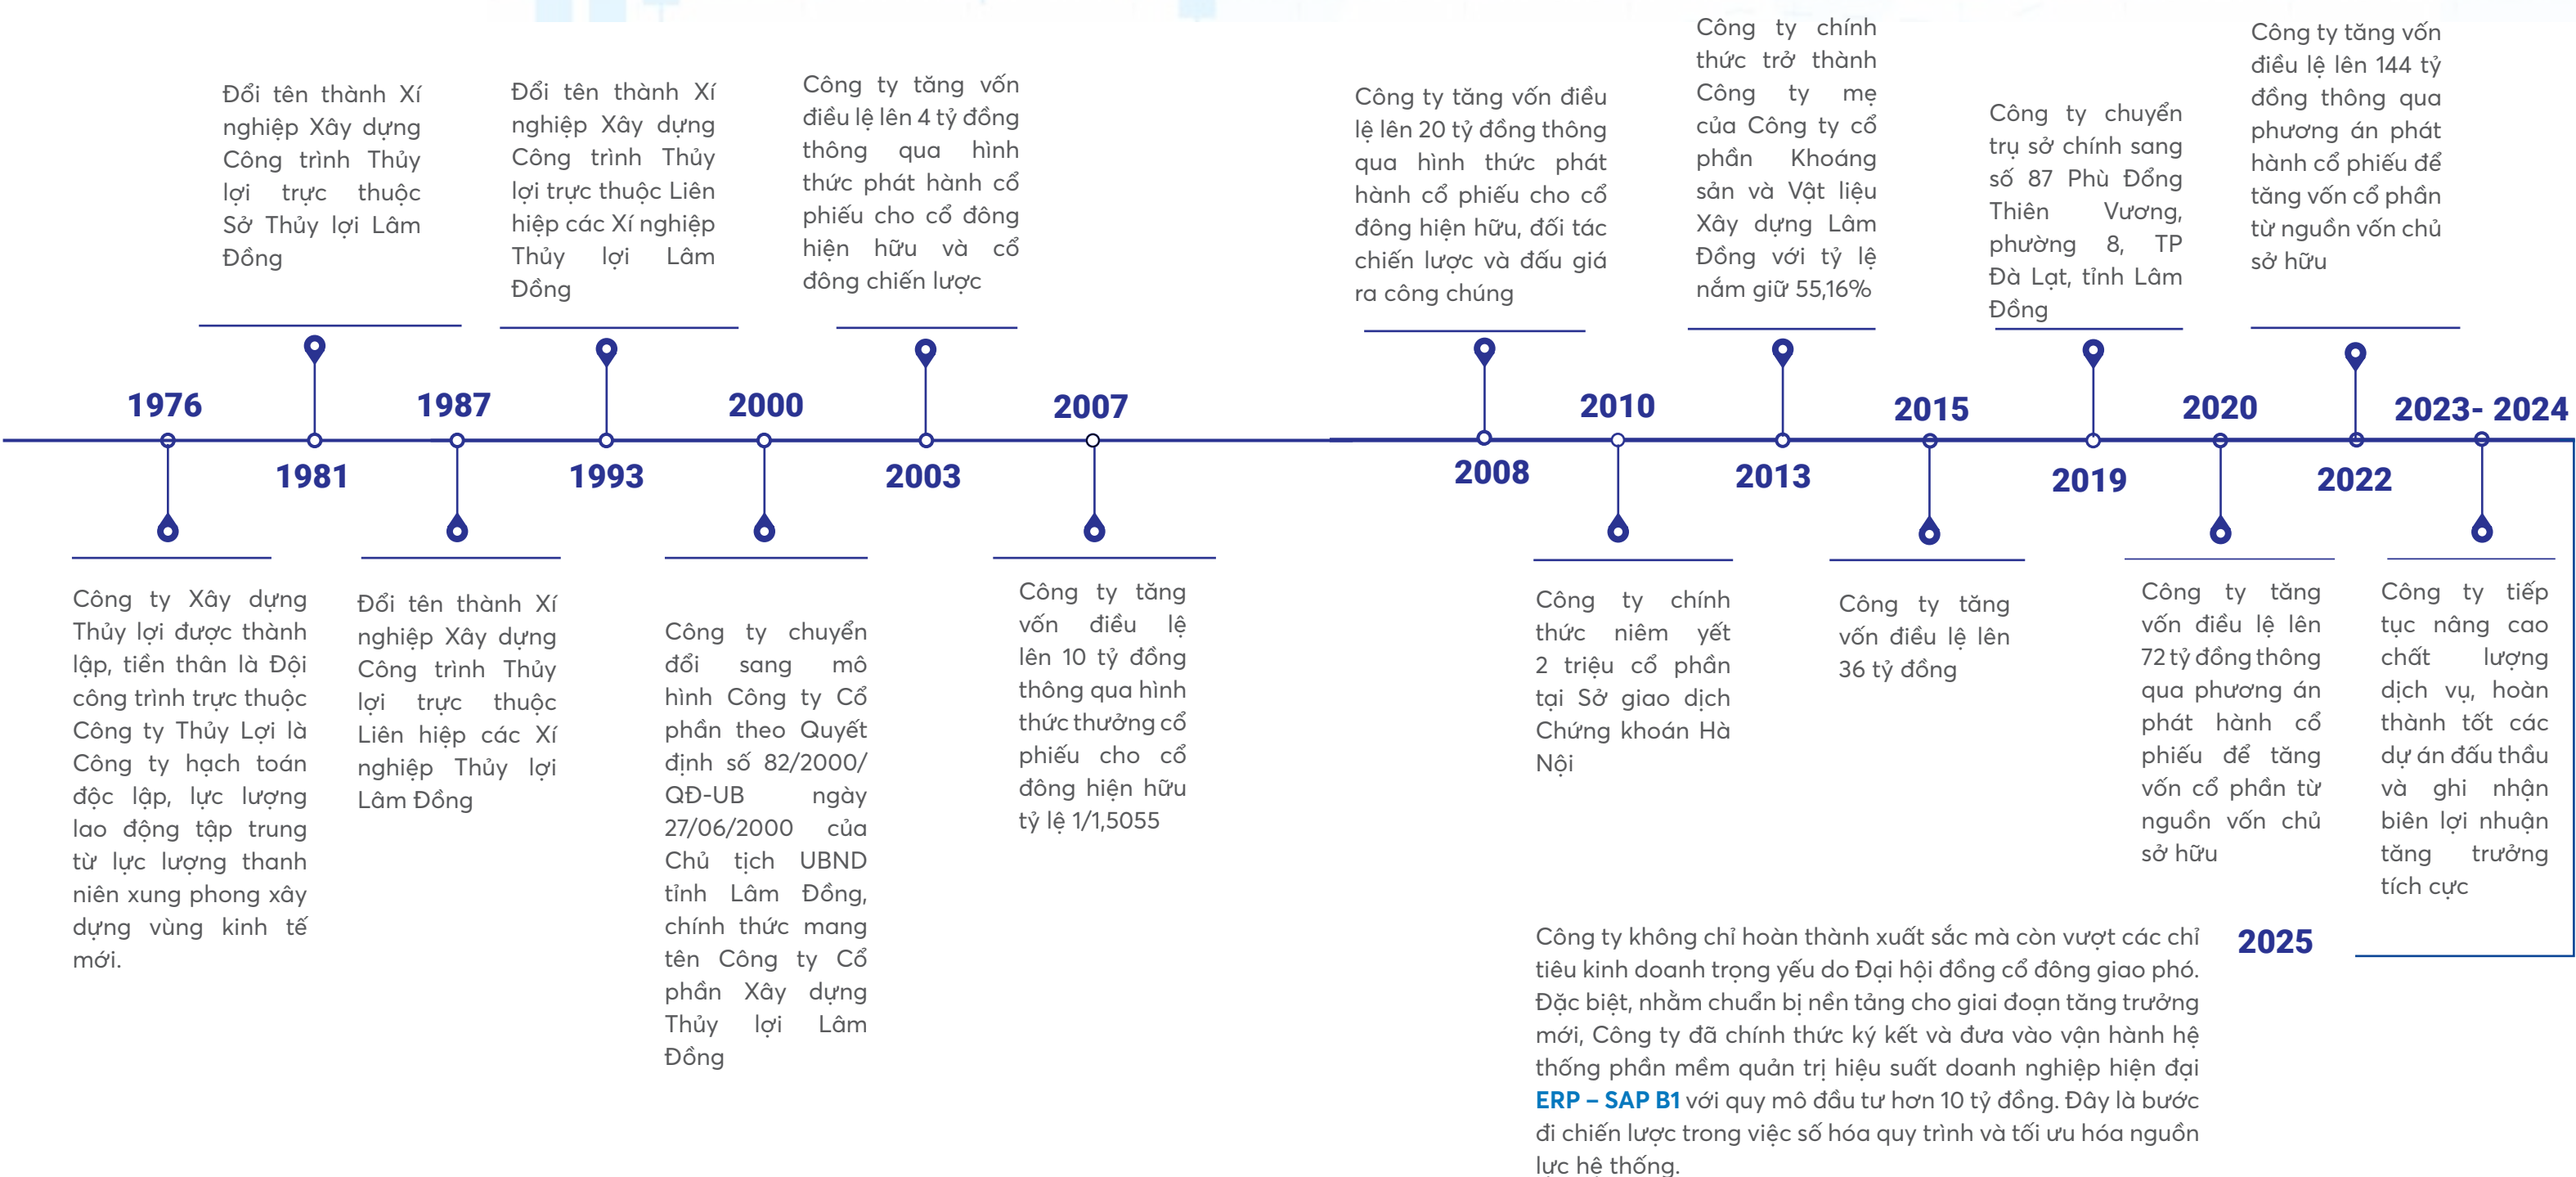 1976
Công ty Xây dựng
Thủy lợi được thành
lập, tiền thân là Đội
công trình trực thuộc
Công ty Thủy Lợi là
Công ty hạch toán
độc lập, lực lượng
lao động tập trung
từ lực lượng thanh
niên xung phong xây
dựng vùng kinh tế
mới.
Đổi tên thành Xí
nghiệp Xây dựng
Công trình Thủy
lợi trực thuộc
Sở Thủy lợi Lâm
Đồng
1981
1987
Đổi tên thành Xí
nghiệp Xây dựng
Công trình Thủy
lợi trực thuộc
Liên hiệp các Xí
nghiệp Thủy lợi
Lâm Đồng
Đổi tên thành Xí
nghiệp Xây dựng
Công trình Thủy
lợi trực thuộc Liên
hiệp các Xí nghiệp
Thủy lợi Lâm
Đồng
1993
2000
Công ty chuyển
đổi sang mô
hình Công ty Cổ
phần theo Quyết
định số 82/2000/
QĐ-UB ngày
27/06/2000 của
Chủ tịch UBND
tỉnh Lâm Đồng,
chính thức mang
tên Công ty Cổ
phần Xây dựng
Thủy lợi Lâm
Đồng
Công ty tăng vốn
điều lệ lên 4 tỷ đồng
thông qua hình
thức phát hành cổ
phiếu cho cổ đông
hiện hữu và cổ
đông chiến lược
2003
2007
Công ty tăng
vốn điều lệ
lên 10 tỷ đồng
thông qua hình
thức thưởng cổ
phiếu cho cổ
đông hiện hữu
tỷ lệ 1/1,5055
Công ty tăng vốn điều
lệ lên 20 tỷ đồng thông
qua hình thức phát
hành cổ phiếu cho cổ
đông hiện hữu, đối tác
chiến lược và đấu giá
ra công chúng
2008
2010
Công ty chính
thức niêm yết
2 triệu cổ phần
tại Sở giao dịch
Chứng khoán Hà
Nội
Công ty chính
thức trở thành
Công ty mẹ
của Công ty cổ
phần Khoáng
sản và Vật liệu
Xây dựng Lâm
Đồng với tỷ lệ
nắm giữ 55,16%
2013
2015
Công ty tăng
vốn điều lệ lên
36 tỷ đồng
Công ty chuyển
trụ sở chính sang
số 87 Phù Đổng
Thiên Vương,
phường 8, TP
Đà Lạt, tỉnh Lâm
Đồng
2019
2020
Công ty tăng
vốn điều lệ lên
72 tỷ đồng thông
qua phương án
phát hành cổ
phiếu để tăng
vốn cổ phần từ
nguồn vốn chủ
sở hữu
Công ty tăng vốn
điều lệ lên 144 tỷ
đồng thông qua
phương án phát
hành cổ phiếu để
tăng vốn cổ phần
từ nguồn vốn chủ
sở hữu
2022
2023- 2024
Công ty tiếp
tục nâng cao
chất lượng
dịch vụ, hoàn
thành tốt các
dự án đấu thầu
và ghi nhận
biên lợi nhuận
tăng trưởng
tích cực
2025
Công ty không chỉ hoàn thành xuất sắc mà còn vượt các chỉ
tiêu kinh doanh trọng yếu do Đại hội đồng cổ đông giao phó.
Đặc biệt, nhằm chuẩn bị nền tảng cho giai đoạn tăng trưởng
mới, Công ty đã chính thức ký kết và đưa vào vận hành hệ
thống phần mềm quản trị hiệu suất doanh nghiệp hiện đại
ERP – SAP B1 với quy mô đầu tư hơn 10 tỷ đồng. Đây là bước
đi chiến lược trong việc số hóa quy trình và tối ưu hóa nguồn
lực hệ thống.